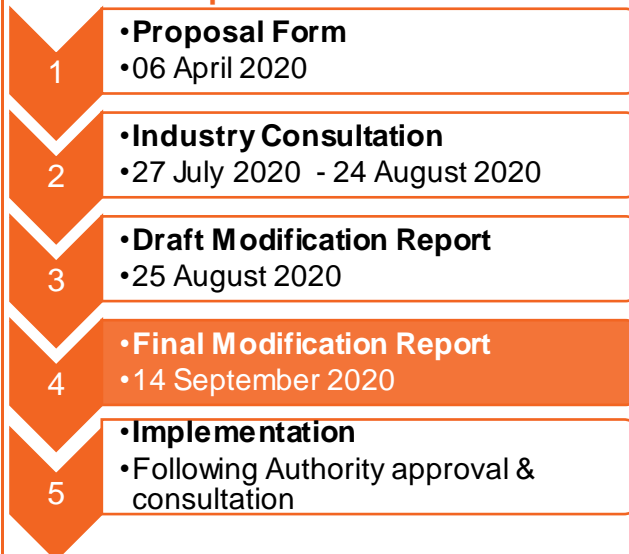 1
•Proposal Form
•06 April 2020
2
•Industry Consultation
•27 July 2020 - 24 August 2020
3
•Draft Modification Report
•25 August 2020
4
•Final Modification Report
•14 September 2020
5
•Implementation
•Following Authority approval &
consultation